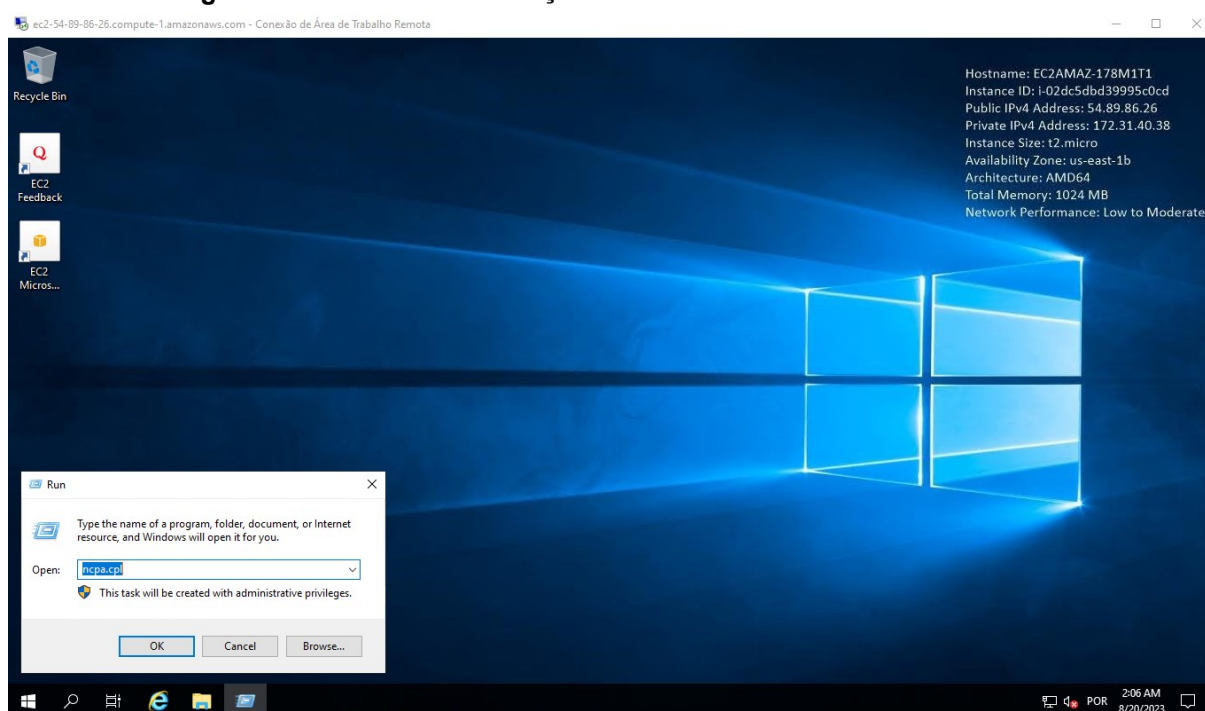 ec2-54-89-86-26.compute-1.amazonaws.com - Conexão de Área de Trabalho Remota
Recycle Bin
EC2
Feedback
EC2
Micros...
Hostname: EC2AMAZ-178M1T1
Instance ID: i-02dc5dbd39995c0cd
Public IPv4 Address: 54.89.86.26
Private IPv4 Address: 172.31.40.38
Instance Size: t2.micro
Availability Zone: us-east-1b
Architecture: AMD64
Total Memory: 1024 MB
Network Performance: Low to Moderate
Run
Type the name of a program, folder, document, or Internet
resource, and Windows will open it for you.
Open: ncpa.cpl
This task will be created with administrative privileges.
OK Cancel Browse...
POR
2:06 AM
8/20/2023